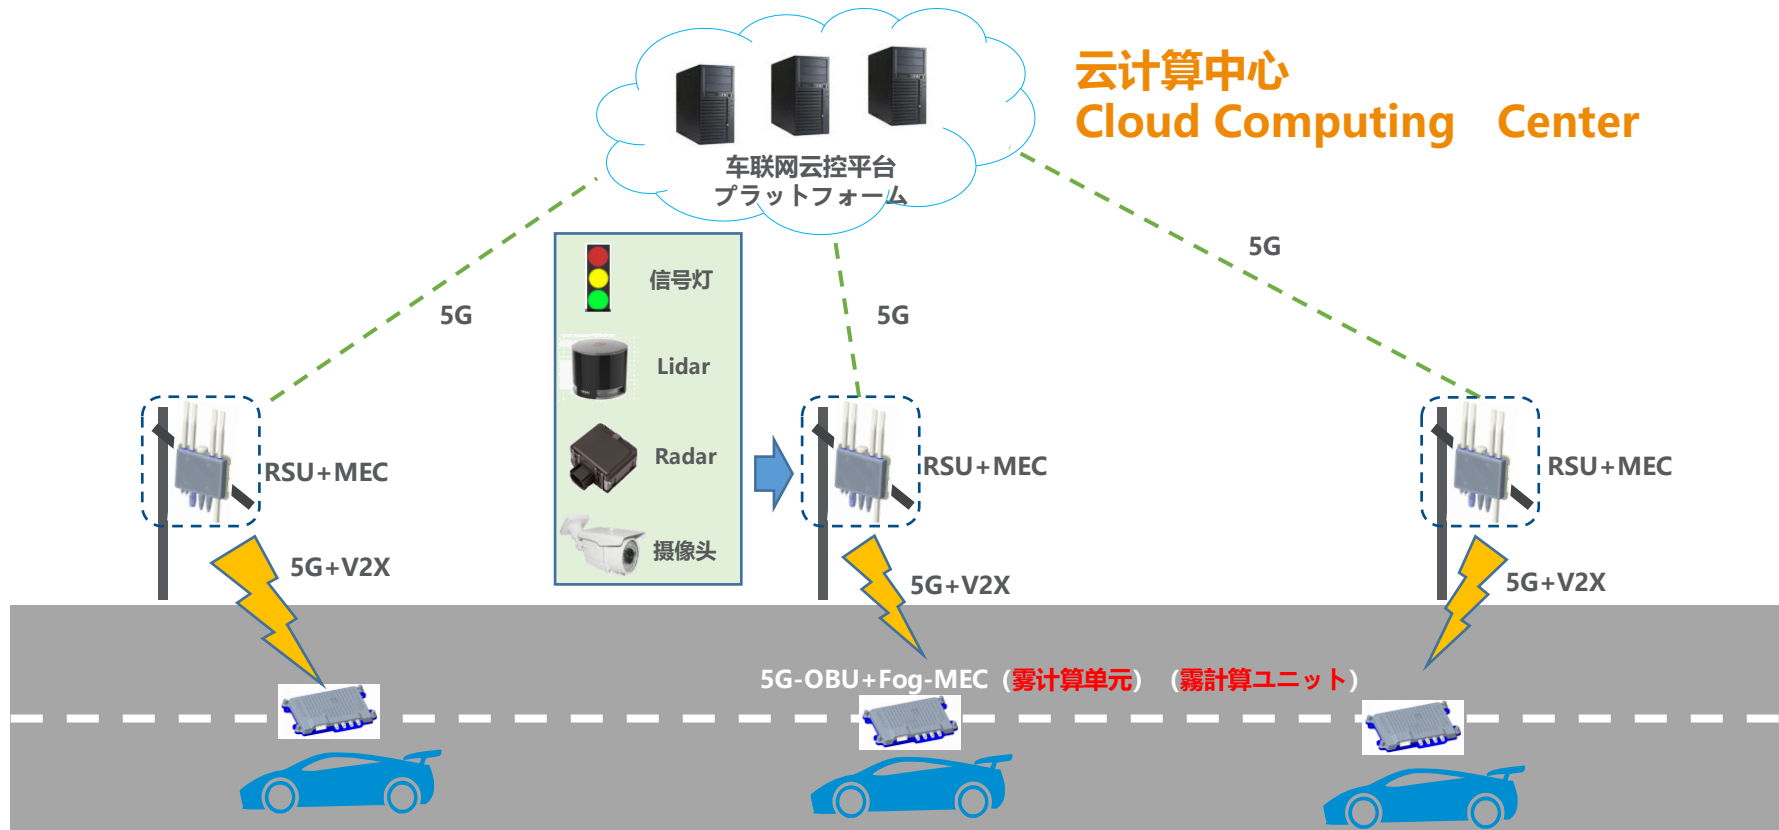 云计算中心
Cloud Computing Center
车联网云控平台
プラットフォーム
5G
5G
5G
信号灯
Lidar
Radar
摄像头
RSU+MEC
RSU+MEC
RSU+MEC
5G+V2X
5G+V2X
5G+V2X
5G-OBU+Fog-MEC（雾计算单元）（霧計算ユニット）